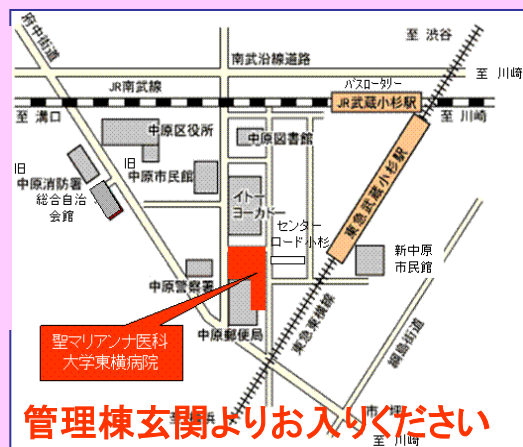 府中街道
至 渋谷
南武沿線道路
至 川崎
バスロータリー
JR南武線
JR武蔵小杉駅
至 溝口
至 川崎
中原区役所
中原図書館
旧
中原市民館
旧
中原消防署
総合自治
会館
イトー
ヨーカドー
東急武蔵小杉駅
センター
ロード小杉
新中原
市民館
中原警察署
中原郵便局
東急東横線
綱島街道
聖マリアンナ医科
大学東横病院
市ノ坪
管理棟玄関よりお入りください
至 川崎